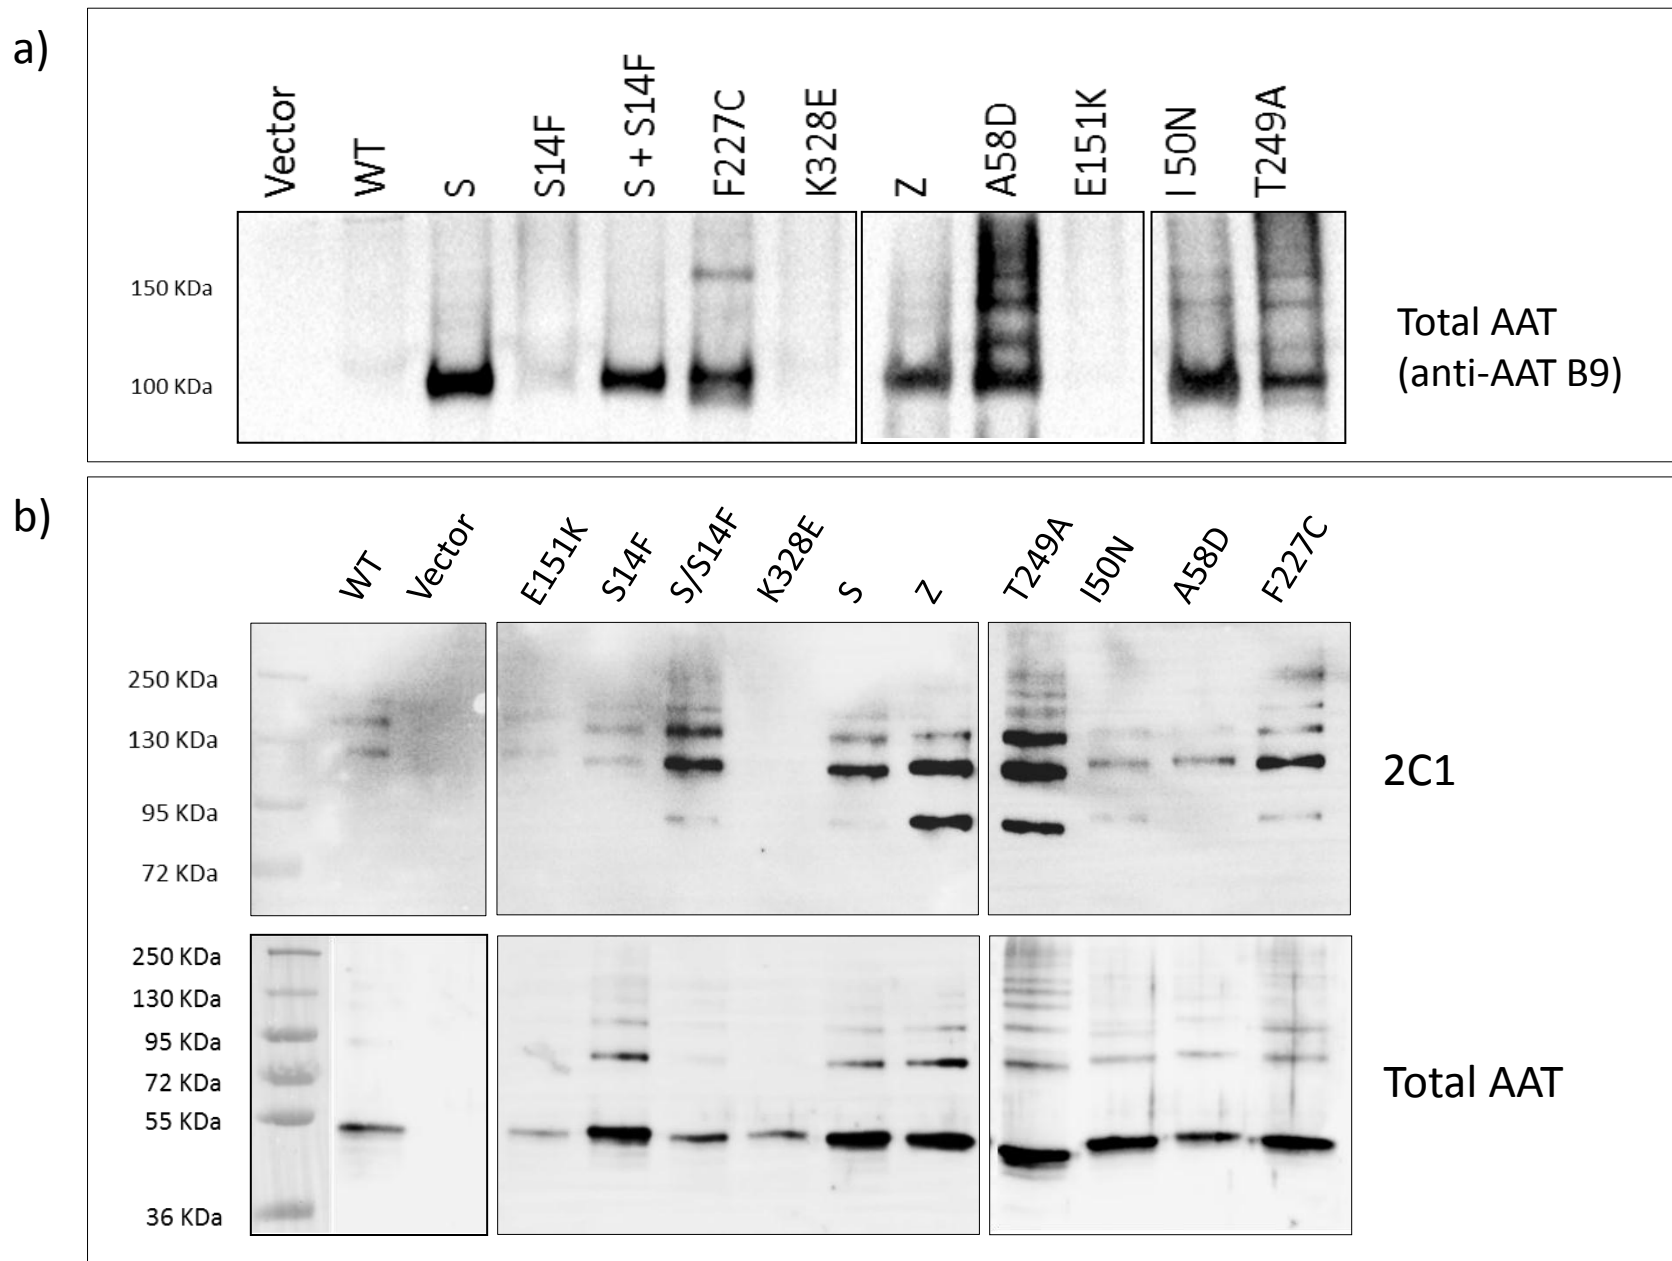 a)
Vector
WT
S
S14F
S + S14F
F227C
K328E
Z
A58D
E151K
I 50N
T249A
150 KDa
100 KDa
Total AAT
(anti-AAT B9)
b)
WT
Vector
E151K
S14F
S/S14F
K328E
S
Z
T249A
I50N
A58D
F227C
250 KDa
130 KDa
95 KDa
72 KDa
2C1
250 KDa
130 KDa
95 KDa
72 KDa
55 KDa
36 KDa
Total AAT